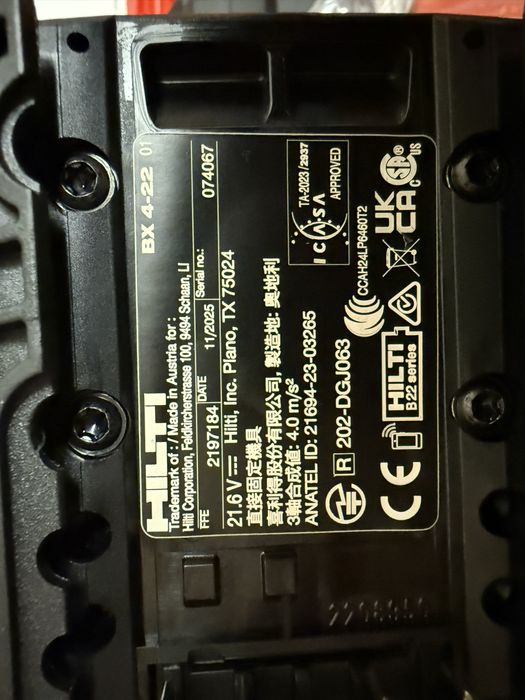 HILTI
BX 4-22 01
Trademark of : / Made in Austria for :
Hilti Corporation, Feldkircherstrasse 100, 9494 Schaan, LI
FFE 2197184 DATE 11/2025 Serial no.: 074067
21.6 V Hilti, Inc. Plano, TX 75024
直接固定機具
喜利得股份有限公司, 製造地: 奧地利
3軸合成值: 4.0 m/s²
ANATEL ID: 21694-23-03265
R 202-DGJ063
ICASA
TA-2023/2937
APPROVED
CCAH24LP6460T2
CE
HILTI
B 22 series
UK
CA
C US